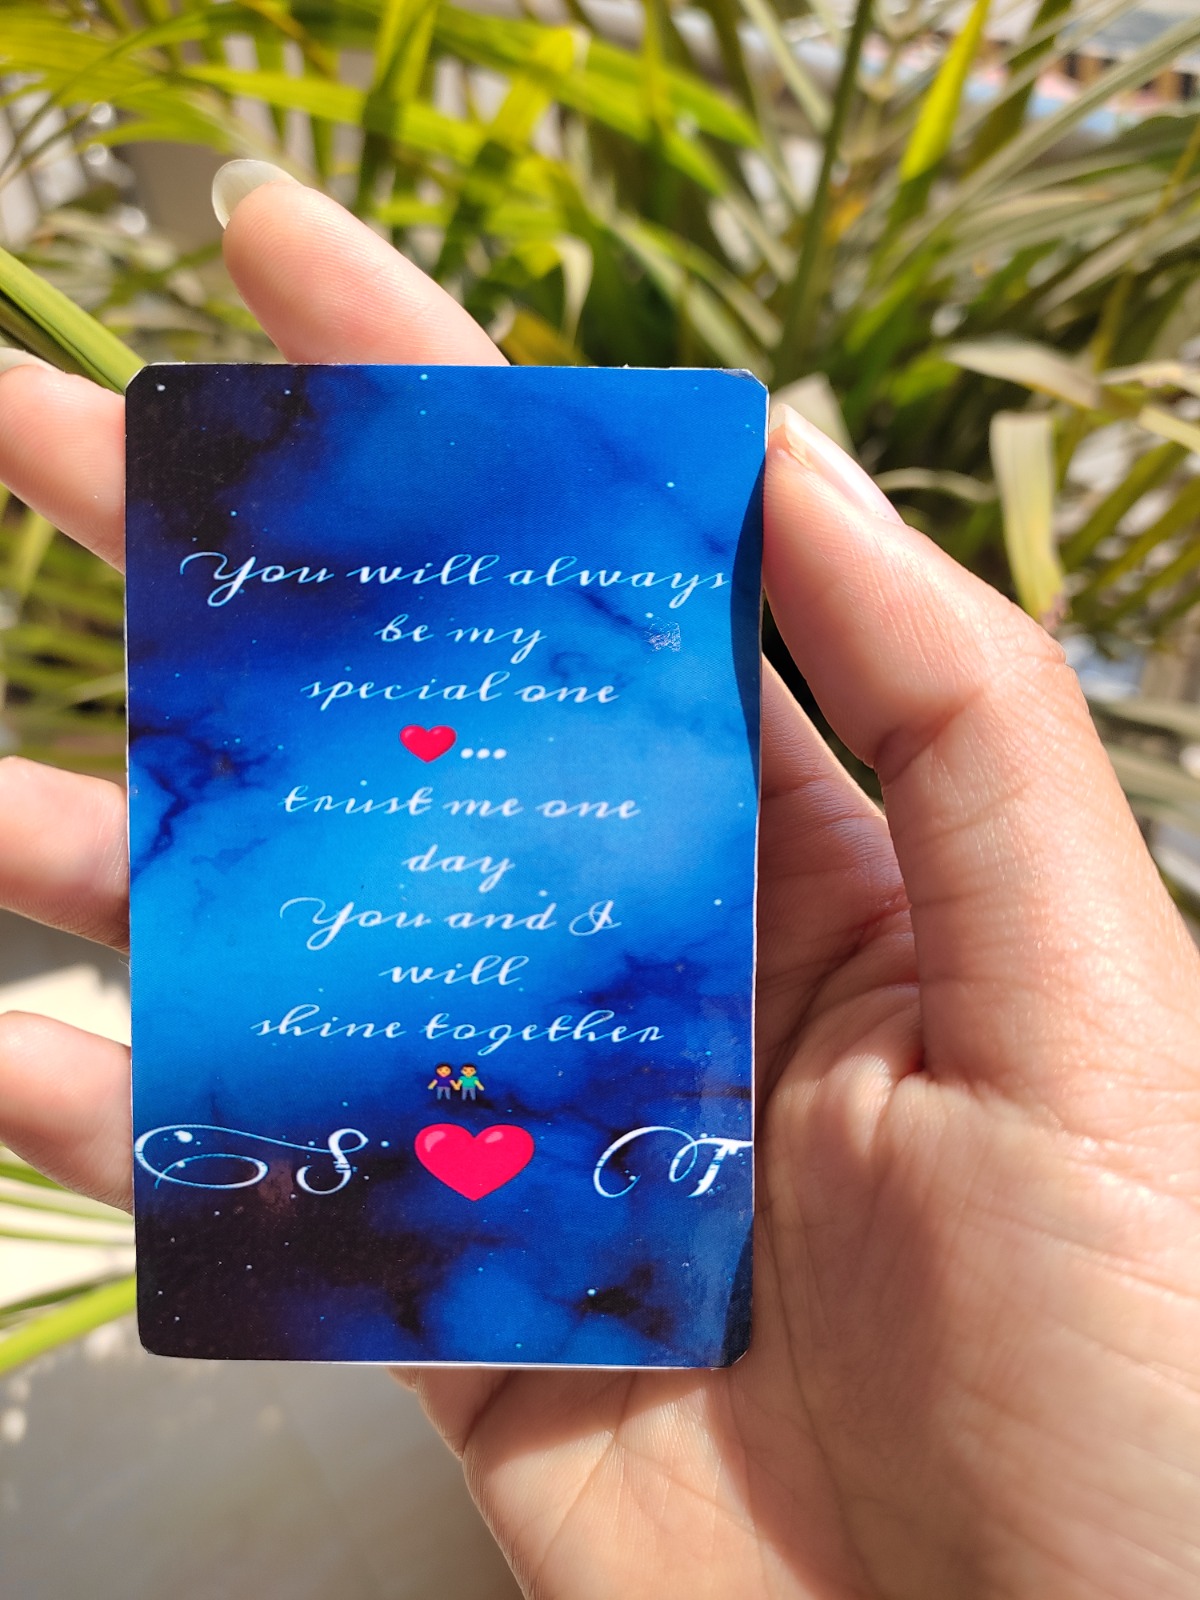 You will always
be my
special one
❤️...
trust me one
day
You and I
will
shine together
👫
S ❤️ T